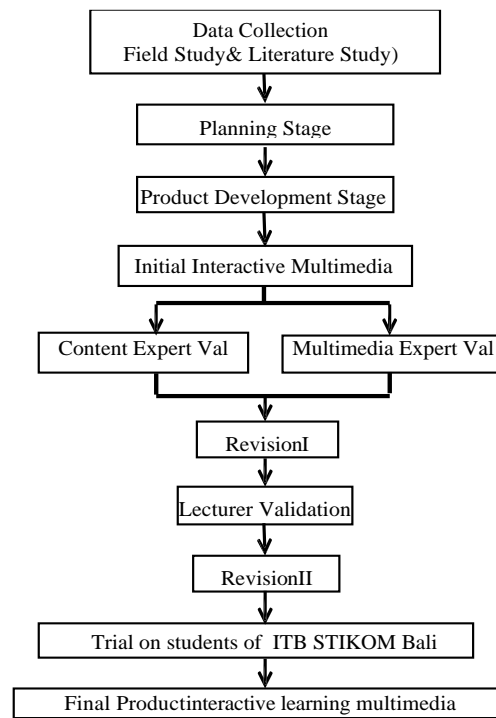 Data Collection
Field Study& Literature Study)
Planning Stage
Product Development Stage
Initial Interactive Multimedia
Content Expert Val
Multimedia Expert Val
RevisionI
Lecturer Validation
RevisionII
Trial on students of ITB STIKOM Bali
Final Productinteractive learning multimedia